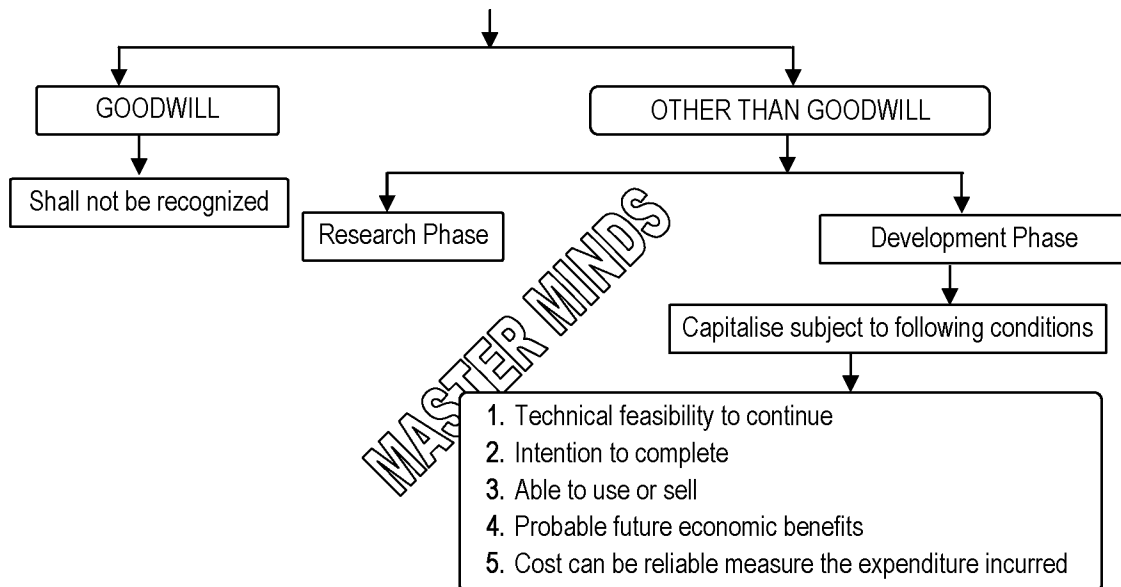 GOODWILL
OTHER THAN GOODWILL
Shall not be recognized
Research Phase
Development Phase
Capitalise subject to following conditions
MASTER MINDS
1. Technical feasibility to continue
2. Intention to complete
3. Able to use or sell
4. Probable future economic benefits
5. Cost can be reliable measure the expenditure incurred